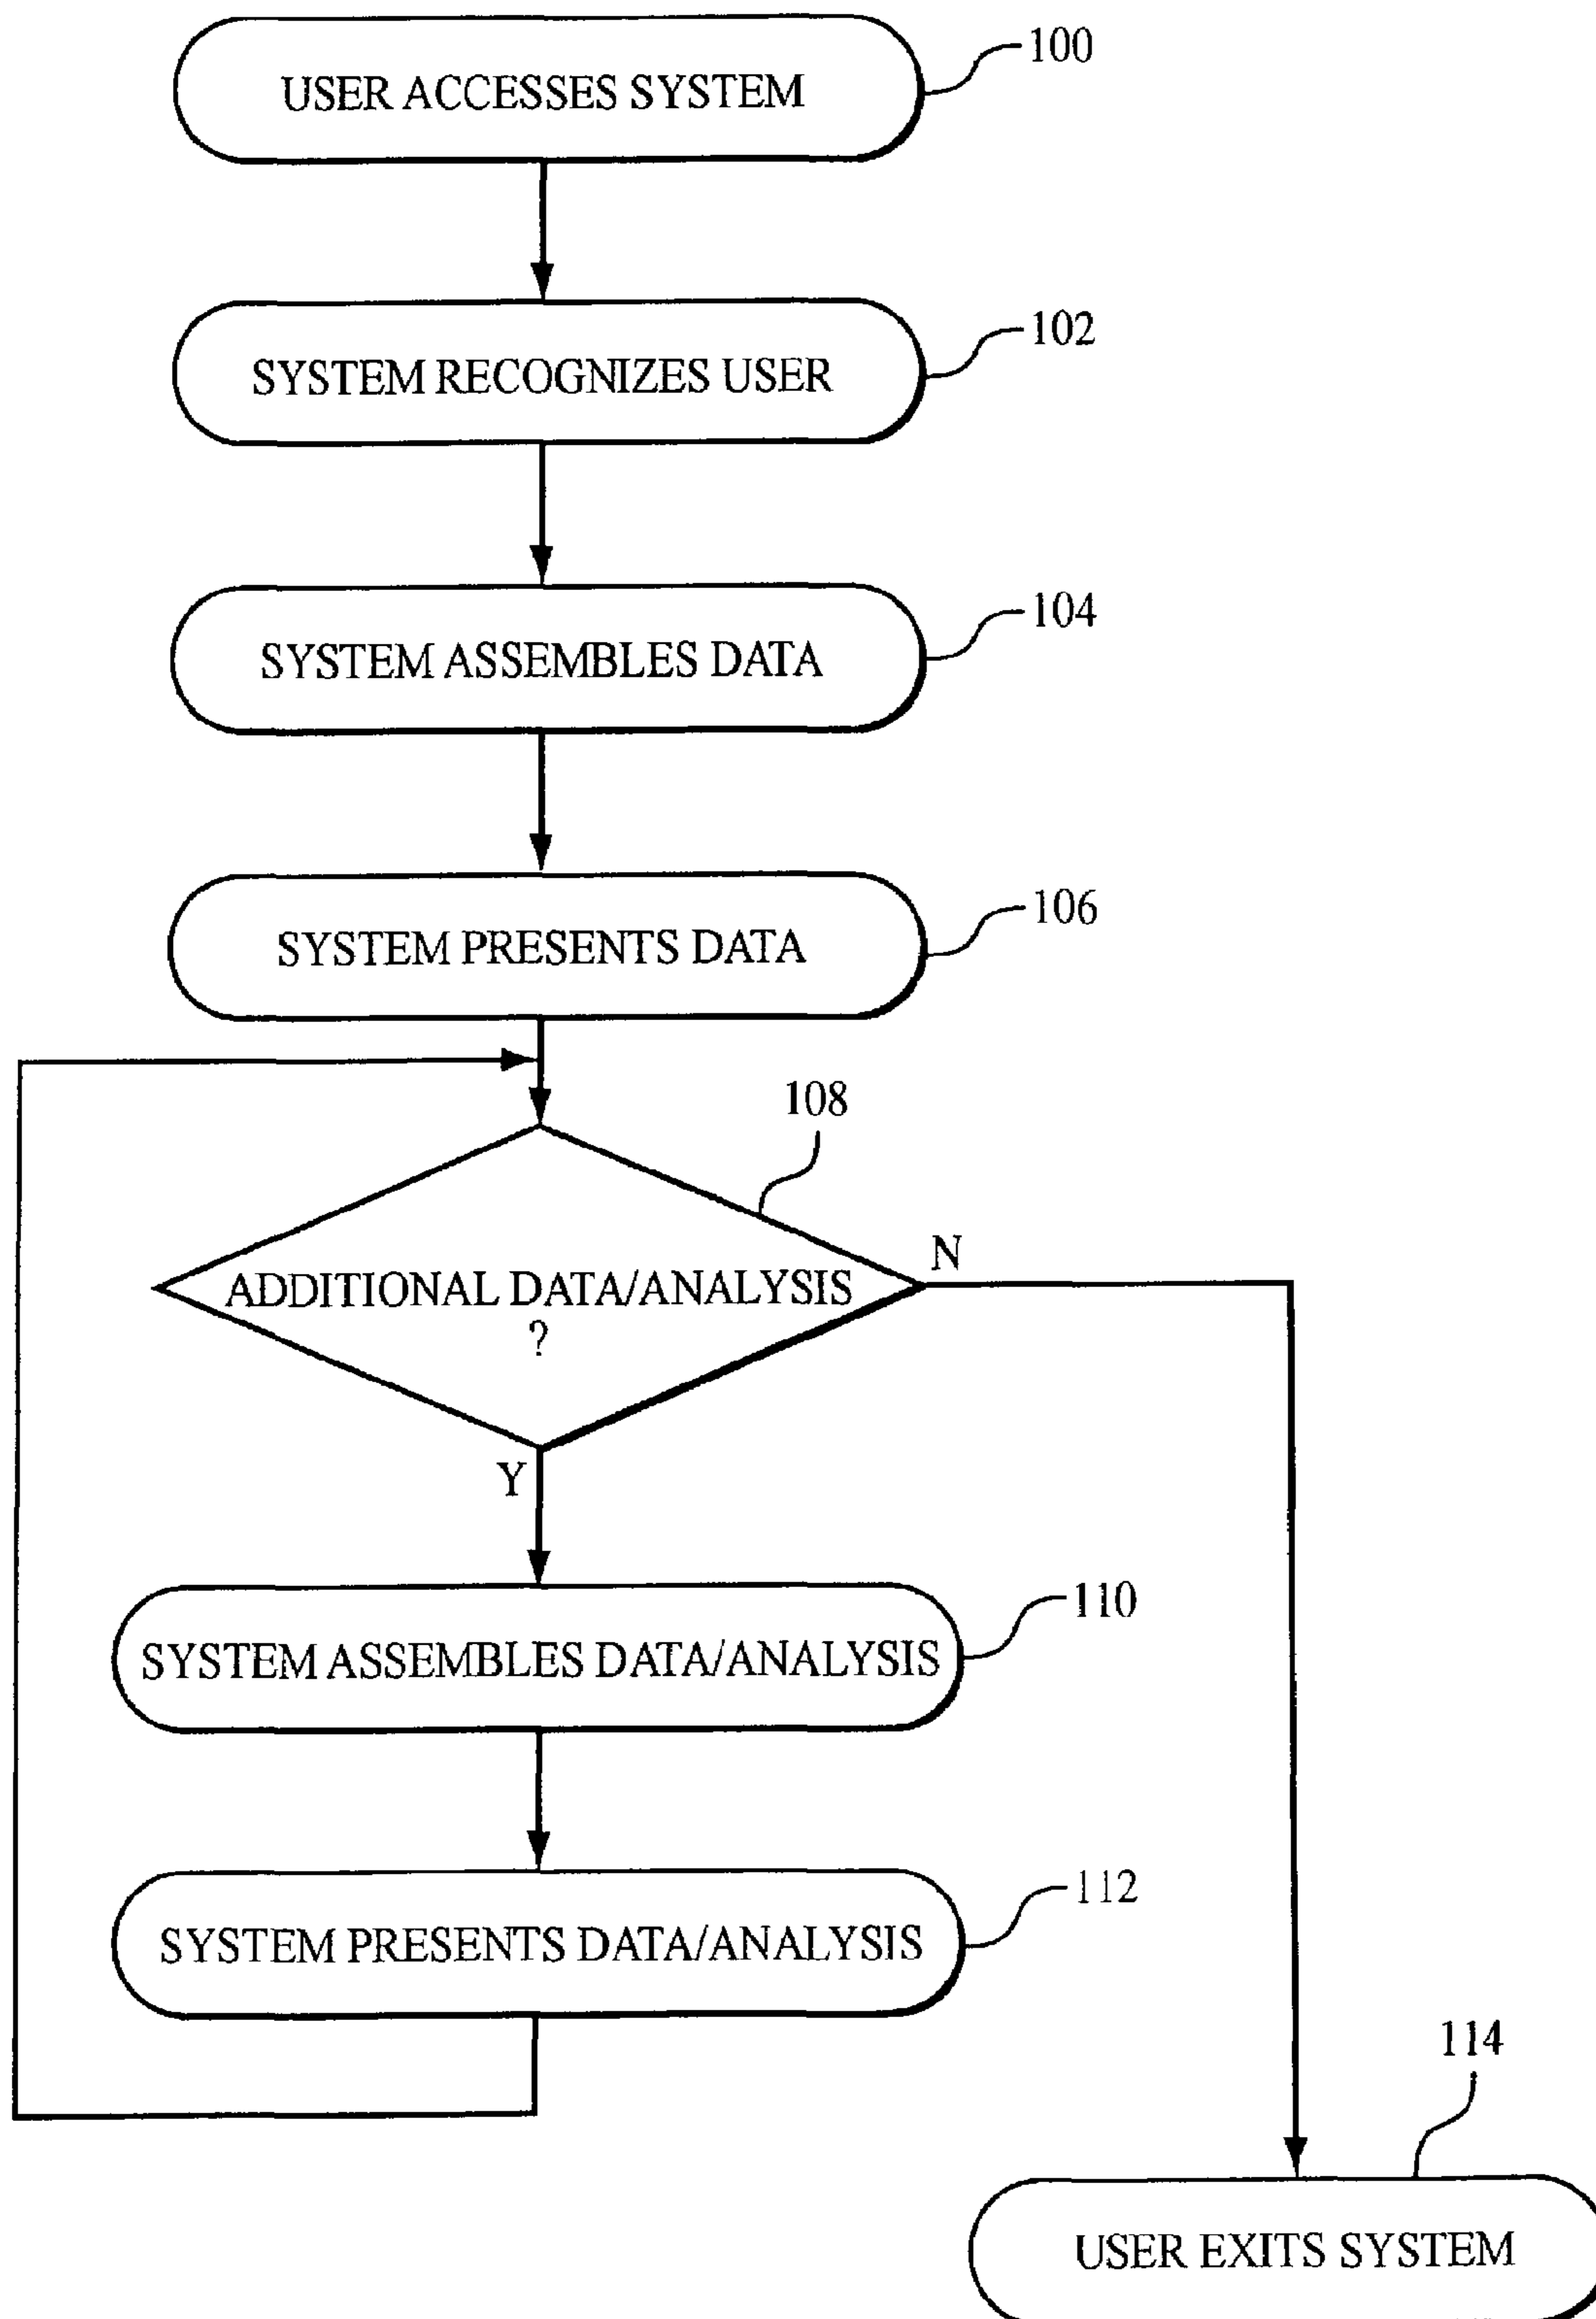 100
USER ACCESSES SYSTEM
102
SYSTEM RECOGNIZES USER
104
SYSTEM ASSEMBLES DATA
106
SYSTEM PRESENTS DATA
108
N
ADDITIONAL DATA/ANALYSIS
?
Y
110
SYSTEM ASSEMBLES DATA/ANALYSIS
112
SYSTEM PRESENTS DATA/ANALYSIS
114
USER EXITS SYSTEM